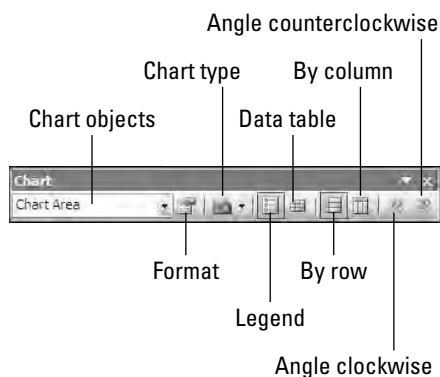 Angle counterclockwise
Chart type
By column
Chart objects
Data table
Chart
Chart Area
Format
By row
Legend
Angle clockwise